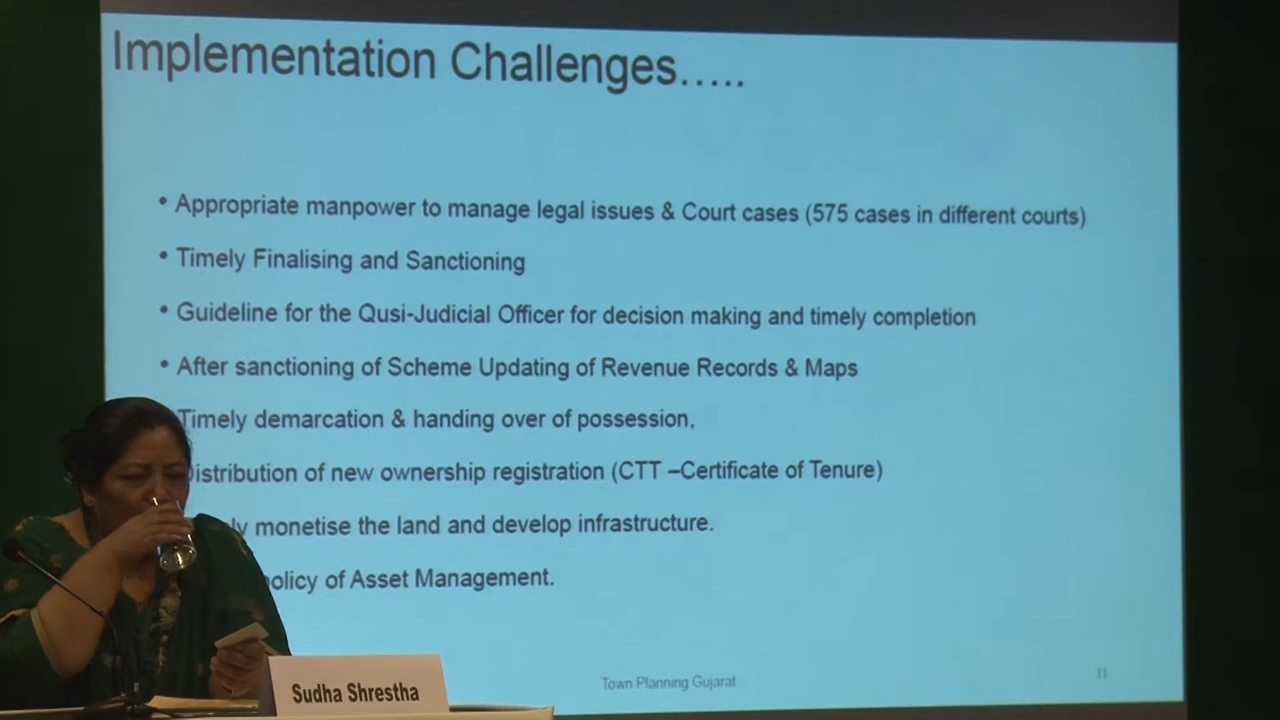 Implementation Challenges…..
• Appropriate manpower to manage legal issues & Court cases (575 cases in different courts)
• Timely Finalising and Sanctioning
• Guideline for the Qusi-Judicial Officer for decision making and timely completion
• After sanctioning of Scheme Updating of Revenue Records & Maps
Timely demarcation & handing over of possession,
Distribution of new ownership registration (CTT –Certificate of Tenure)
monetise the land and develop infrastructure.
policy of Asset Management.
Town Planning Gujarat
11
Sudha Shrestha